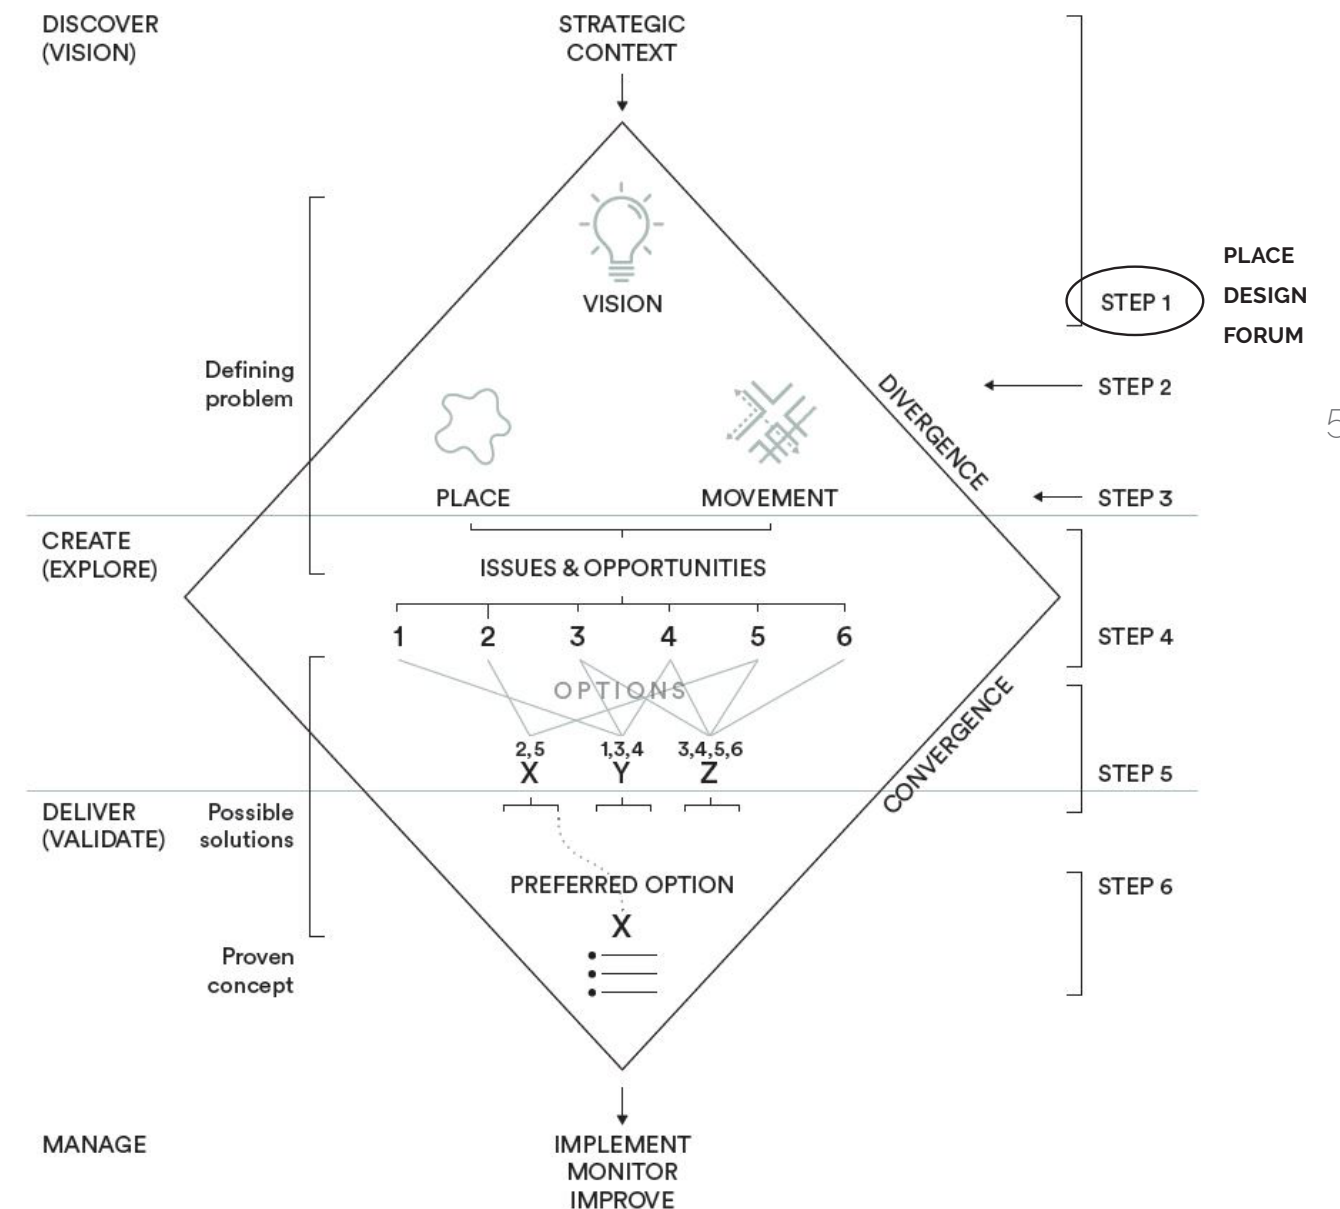 DISCOVER
(VISION)
STRATEGIC
CONTEXT
VISION
PLACE
DESIGN
FORUM
STEP 1
Defining
problem
DIVERGENCE
STEP 2
5
PLACE
MOVEMENT
STEP 3
CREATE
(EXPLORE)
ISSUES & OPPORTUNITIES
1 2 3 4 5 6
STEP 4
OPTIONS
2,5 1,3,4 3,4,5,6
X Y Z
CONVERGENCE
STEP 5
DELIVER
(VALIDATE)
Possible
solutions
PREFERRED OPTION
X
STEP 6
Proven
concept
MANAGE
IMPLEMENT
MONITOR
IMPROVE